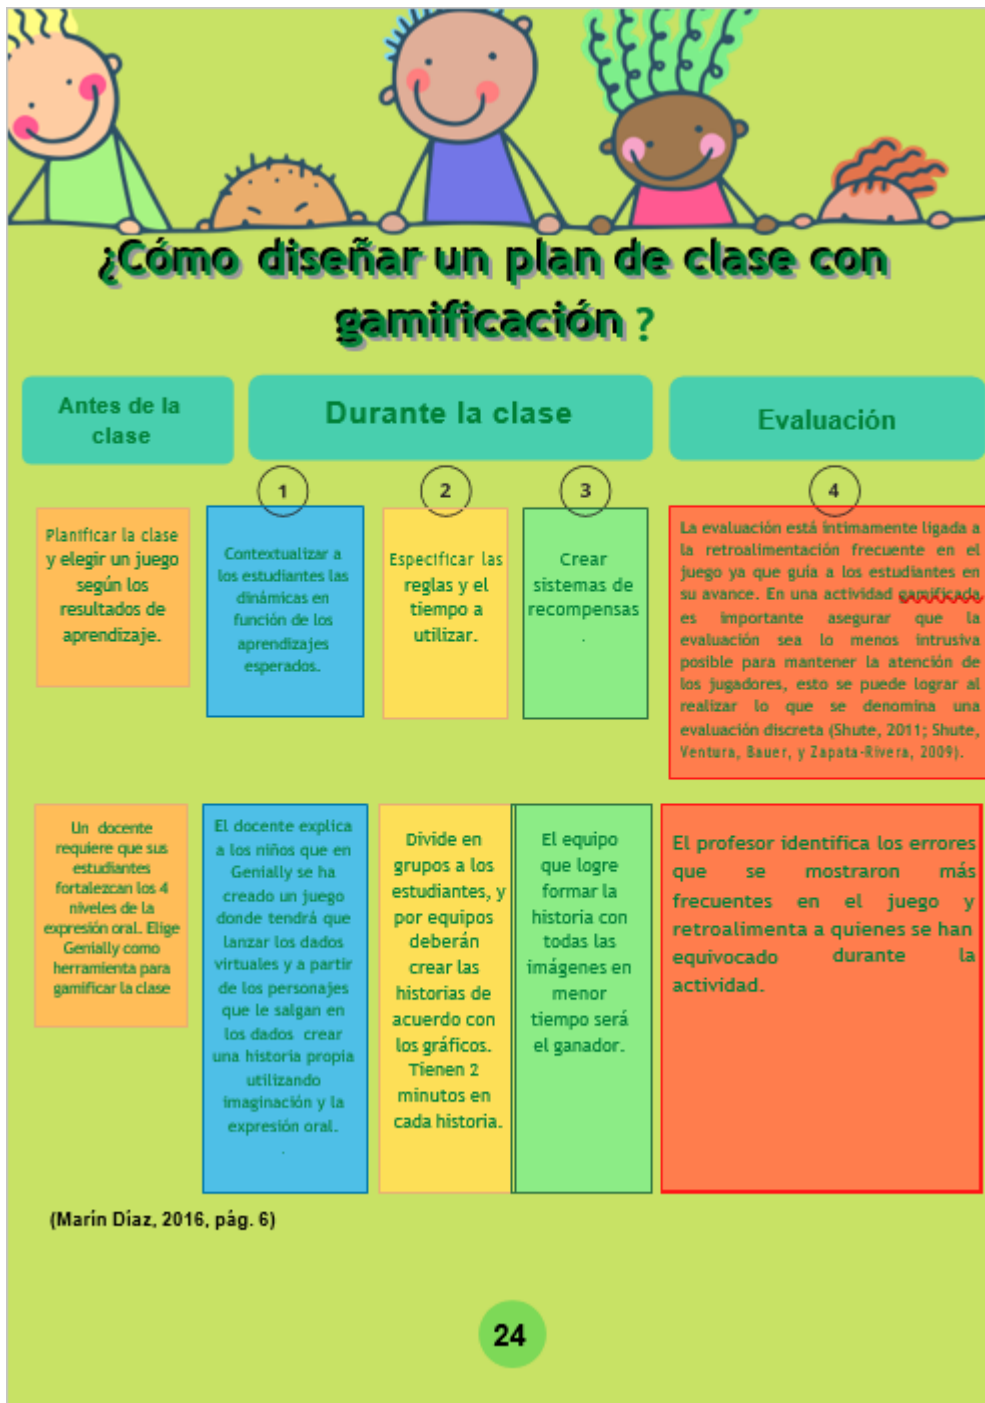 ¿Cómo diseñar un plan de clase con
gamificación ?
Antes de la
clase
Durante la clase
Evaluación
1
2
3
4
Planificar la clase
y elegir un juego
según los
resultados de
aprendizaje.
Contextualizar a
los estudiantes las
dinámicas en
función de los
aprendizajes
esperados.
Especificar las
reglas y el
tiempo a
utilizar.
Crear
sistemas de
recompensas
.
La evaluación está íntimamente ligada a
la retroalimentación frecuente en el
juego ya que guía a los estudiantes en
su avance. En una actividad gamificada
es importante asegurar que la
evaluación sea lo menos intrusiva
posible para mantener la atención de
los jugadores, esto se puede lograr al
realizar lo que se denomina una
evaluación discreta (Shute, 2011; Shute,
Ventura, Bauer, y Zapata-Rivera, 2009).
Un docente
requiere que sus
estudiantes
fortalezcan los 4
niveles de la
expresión oral. Elige
Genially como
herramienta para
gamificar la clase
El docente explica
a los niños que en
Genially se ha
creado un juego
donde tendrá que
lanzar los dados
virtuales y a partir
de los personajes
que le salgan en
los dados crear
una historia propia
utilizando
imaginación y la
expresión oral.
.
Divide en
grupos a los
estudiantes, y
por equipos
deberán
crear las
historias de
acuerdo con
los gráficos.
Tienen 2
minutos en
cada historia.
El equipo
que logre
formar la
historia con
todas las
imágenes en
menor
tiempo será
el ganador.
El profesor identifica los errores
que se mostraron más
frecuentes en el juego y
retroalimenta a quienes se han
equivocado durante la
actividad.
(Marín Díaz, 2016, pág. 6)
24